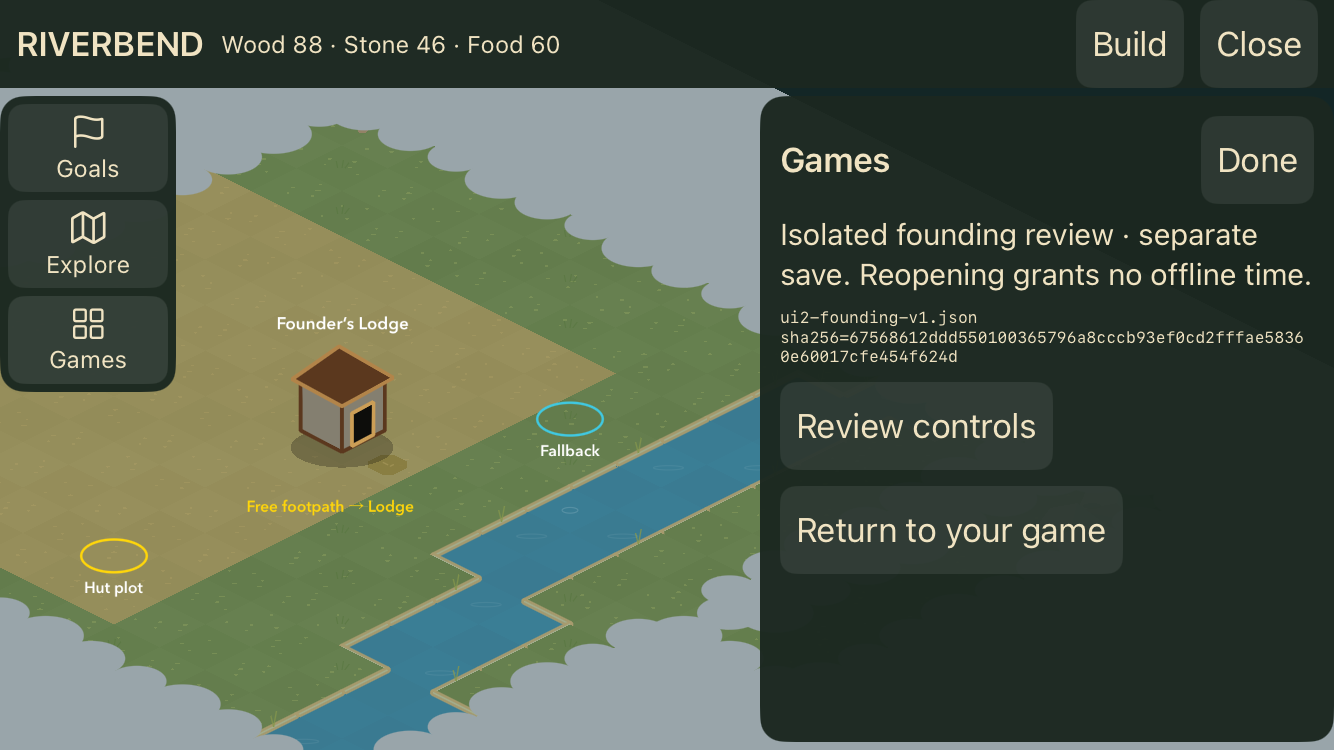 RIVERBEND Wood 88 · Stone 46 · Food 60 Build Close
Goals
Explore
Games
Founder’s Lodge
Fallback
Free footpath → Lodge
Hut plot
Games Done
Isolated founding review · separate
save. Reopening grants no offline time.
ui2-founding-v1.json
sha256=67568612ddd550100365796a8cccb93ef0cd2fffae5836
0e60017cfe454f624d
Review controls
Return to your game